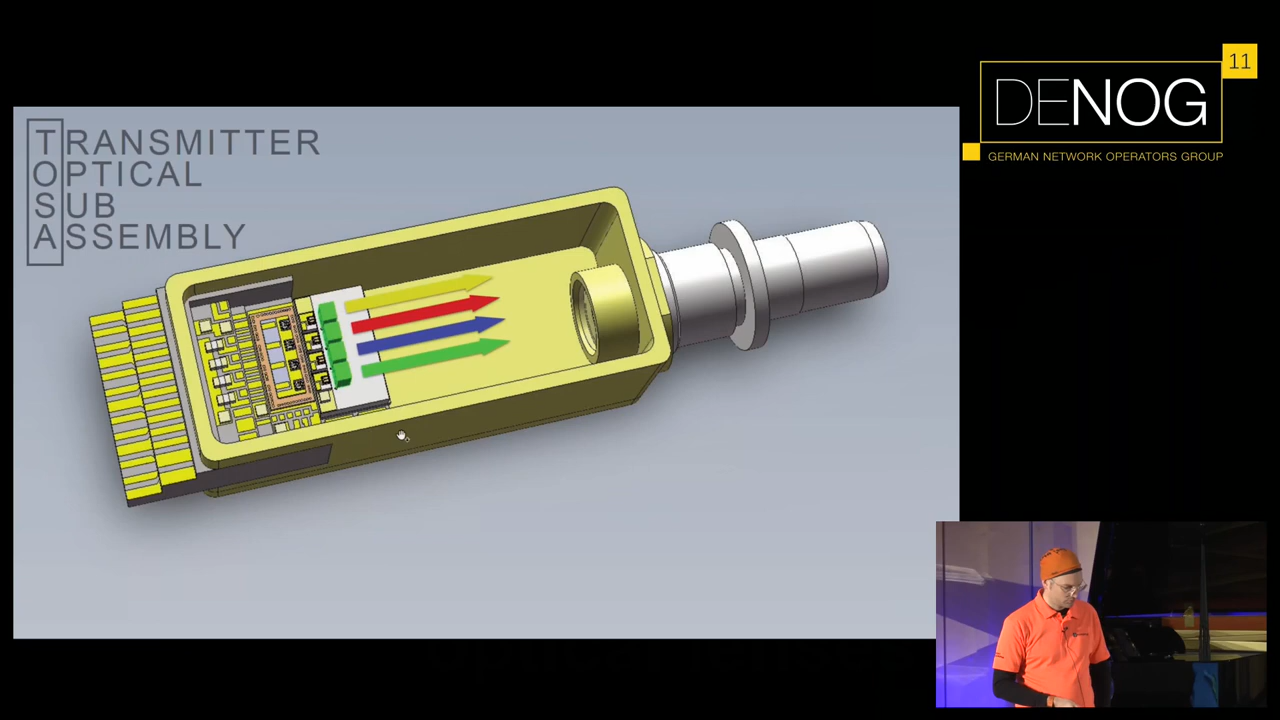 TRANSMITTER
OPTICAL
SUB
ASSEMBLY
11
DENOG
GERMAN NETWORK OPERATORS GROUP